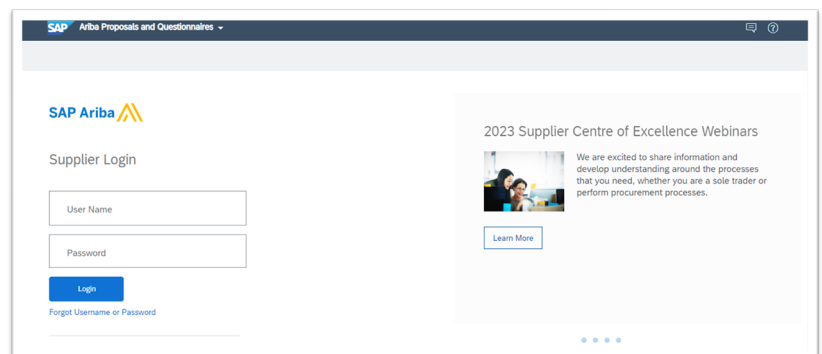 SAP Ariba Proposals and Questionnaires
SAP Ariba
Supplier Login
User Name
Password
Login
Forgot Username or Password
2023 Supplier Centre of Excellence Webinars
We are excited to share information and
develop understanding around the processes
that you need, whether you are a sole trader or
perform procurement processes.
Learn More